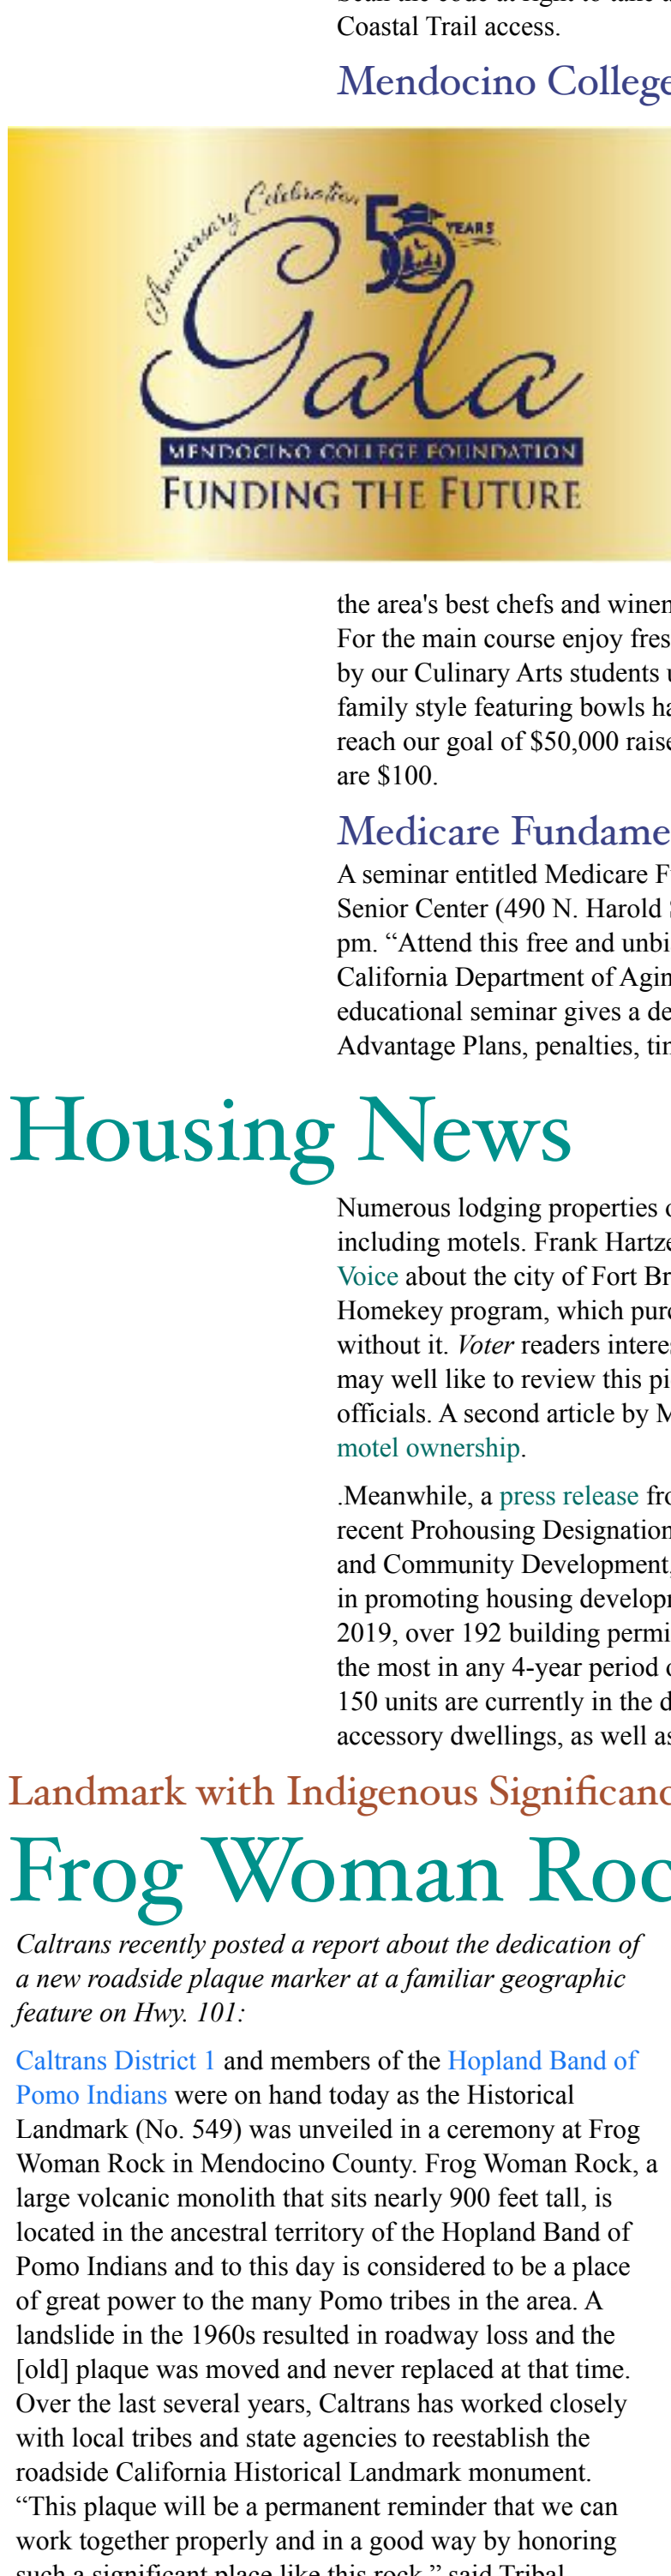 Coastal Trail access.
Mendocino College
Anniversary Celebration
50
YEARS
Gala
MENDOCINO COLLEGE FOUNDATION
FUNDING THE FUTURE
the area's best chefs and winem
For the main course enjoy fres
by our Culinary Arts students u
family style featuring bowls ha
reach our goal of $50,000 raise
are $100.
Medicare Fundame
A seminar entitled Medicare F
Senior Center (490 N. Harold
pm. “Attend this free and unbi
California Department of Agin
educational seminar gives a de
Advantage Plans, penalties, tim
Housing News
Numerous lodging properties o
including motels. Frank Hartze
Voice about the city of Fort Br
Homekey program, which purc
without it. Voter readers intere
may well like to review this pi
officials. A second article by M
motel ownership.
.Meanwhile, a press release fro
recent Prohousing Designation
and Community Development,
in promoting housing developm
2019, over 192 building permi
the most in any 4-year period o
150 units are currently in the d
accessory dwellings, as well as
Landmark with Indigenous Significanc
Frog Woman Roc
Caltrans recently posted a report about the dedication of
a new roadside plaque marker at a familiar geographic
feature on Hwy. 101:
Caltrans District 1 and members of the Hopland Band of
Pomo Indians were on hand today as the Historical
Landmark (No. 549) was unveiled in a ceremony at Frog
Woman Rock in Mendocino County. Frog Woman Rock, a
large volcanic monolith that sits nearly 900 feet tall, is
located in the ancestral territory of the Hopland Band of
Pomo Indians and to this day is considered to be a place
of great power to the many Pomo tribes in the area. A
landslide in the 1960s resulted in roadway loss and the
[old] plaque was moved and never replaced at that time.
Over the last several years, Caltrans has worked closely
with local tribes and state agencies to reestablish the
roadside California Historical Landmark monument.
“This plaque will be a permanent reminder that we can
work together properly and in a good way by honoring
such a significant place like this rock,” said Tribal